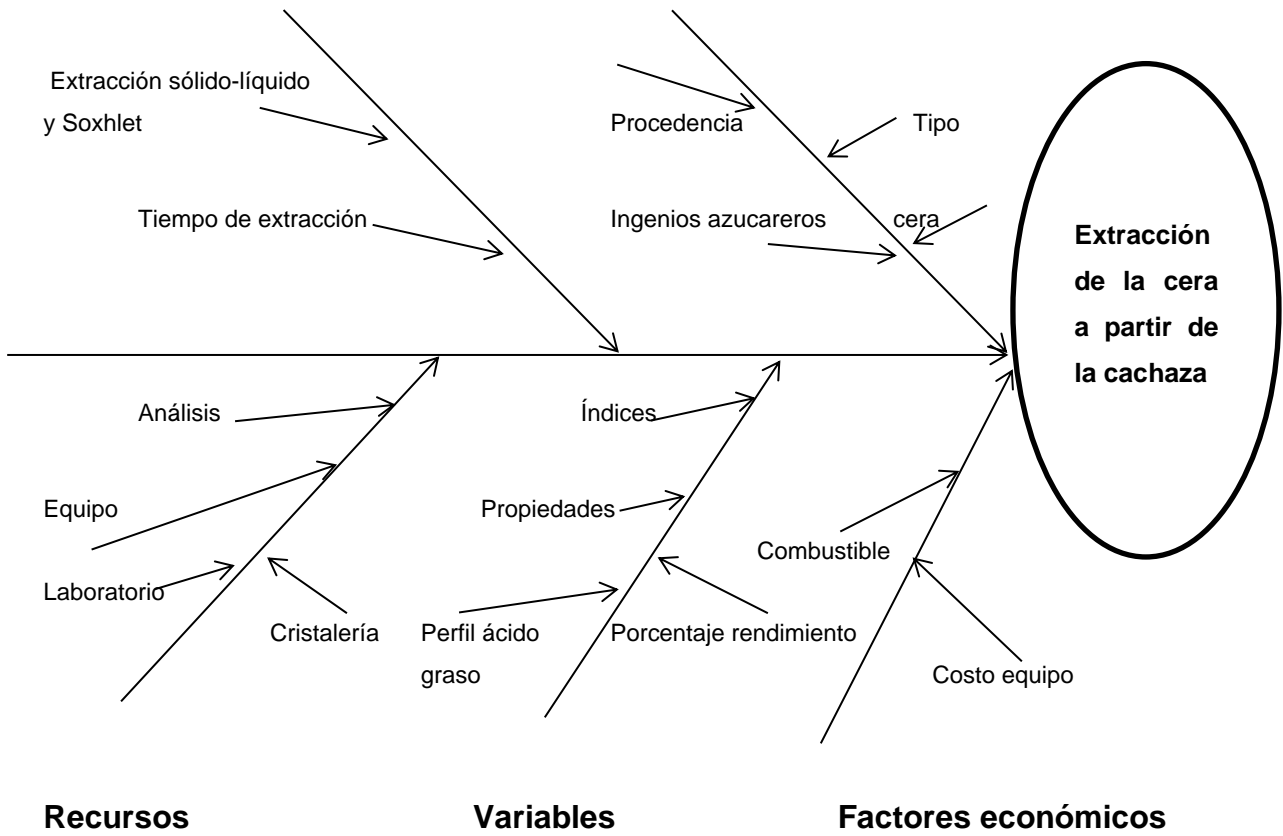 Extracción sólido-líquido
y Soxhlet
Procedencia
Tipo
Tiempo de extracción
Ingenios azucareros
cera
Extracción
de la cera
a partir de
la cachaza
Análisis
Índices
Equipo
Propiedades
Combustible
Laboratorio
Cristalería
Perfil ácido
graso
Porcentaje rendimiento
Costo equipo
Recursos
Variables
Factores económicos